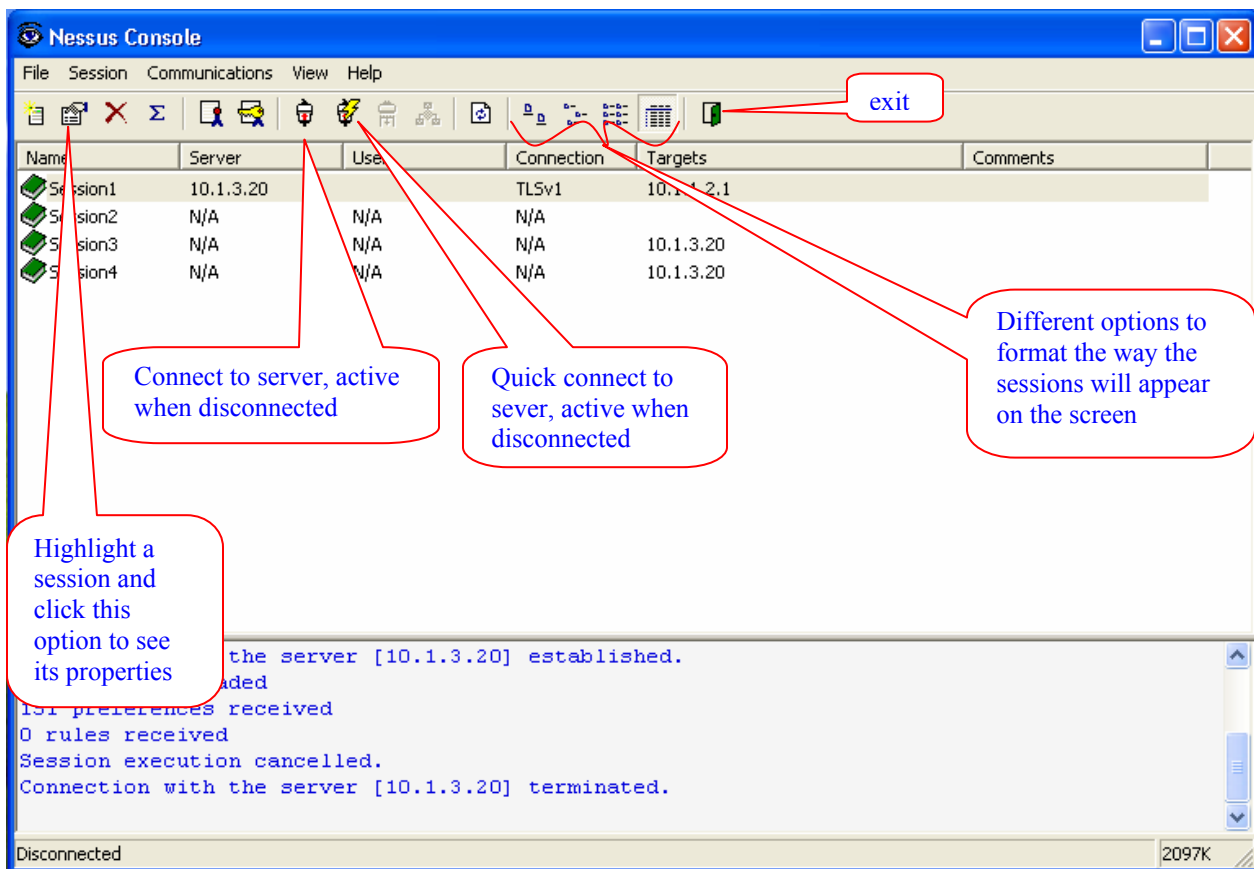 Nessus Console
File Session Communications View Help
exit
Name Server User Connection Targets Comments
Session1 10.1.3.20 TLSv1
Session2 N/A N/A N/A
Session3 N/A N/A N/A 10.1.3.20
Session4 N/A N/A N/A 10.1.3.20
Connect to server, active
when disconnected
Quick connect to
sever, active when
disconnected
Different options to
format the way the
sessions will appear
on the screen
Highlight a
session and
click this
option to see
its properties
the server [10.1.3.20] established.
preferences received
0 rules received
Session execution cancelled.
Connection with the server [10.1.3.20] terminated.
Disconnected 2097K